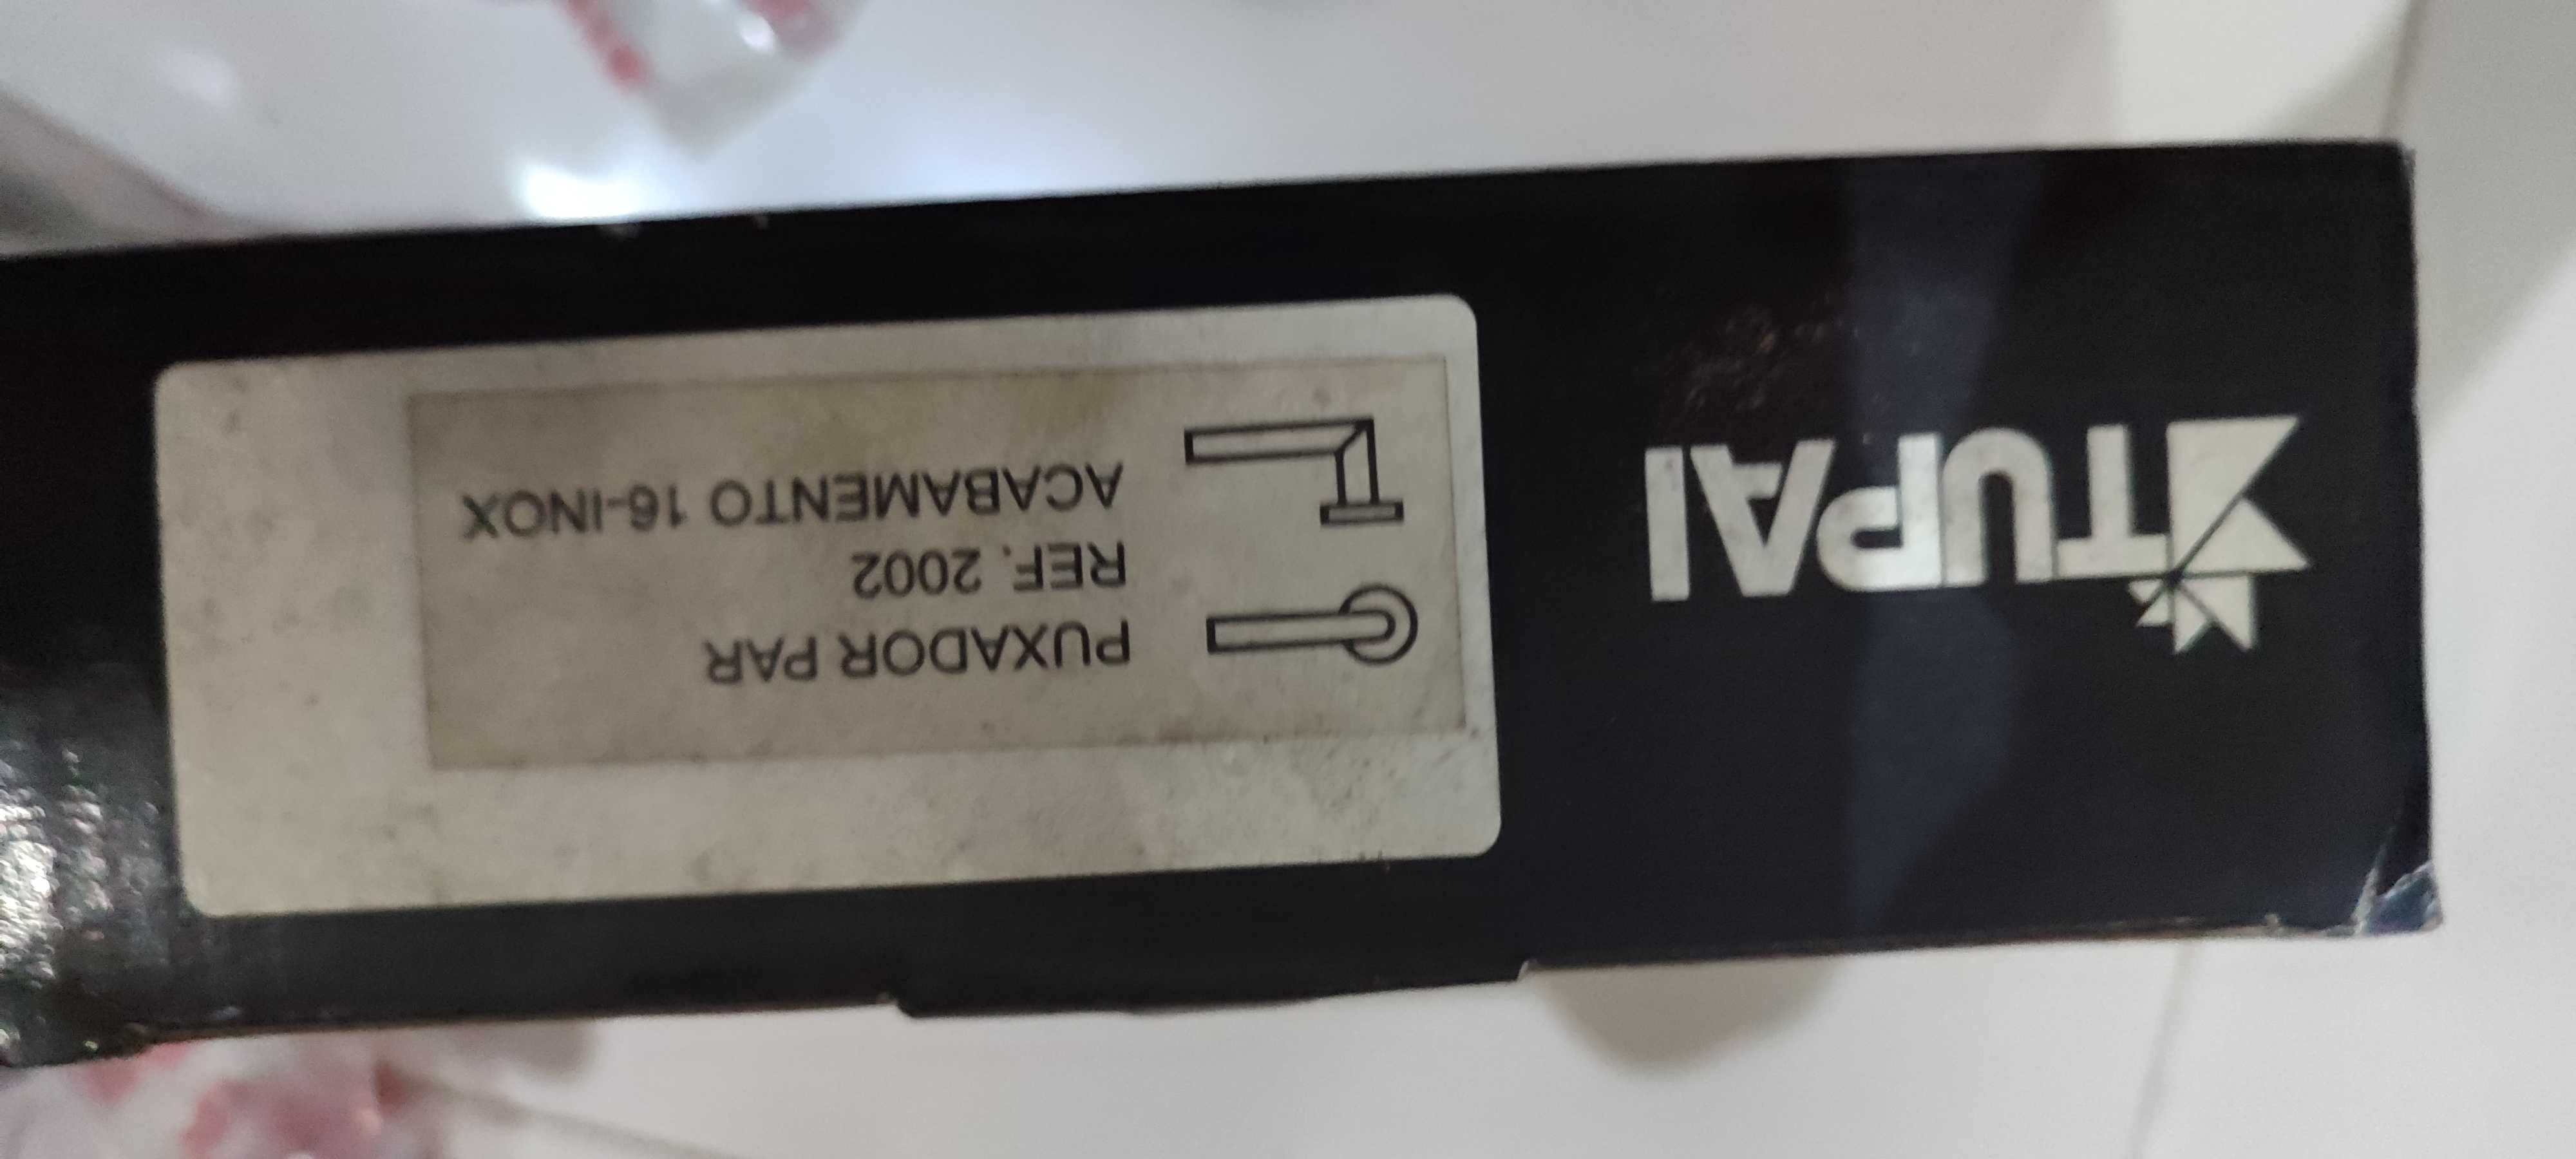 TUPAI
PUXADOR PAR
REF. 2002
ACABAMENTO 16-INOX